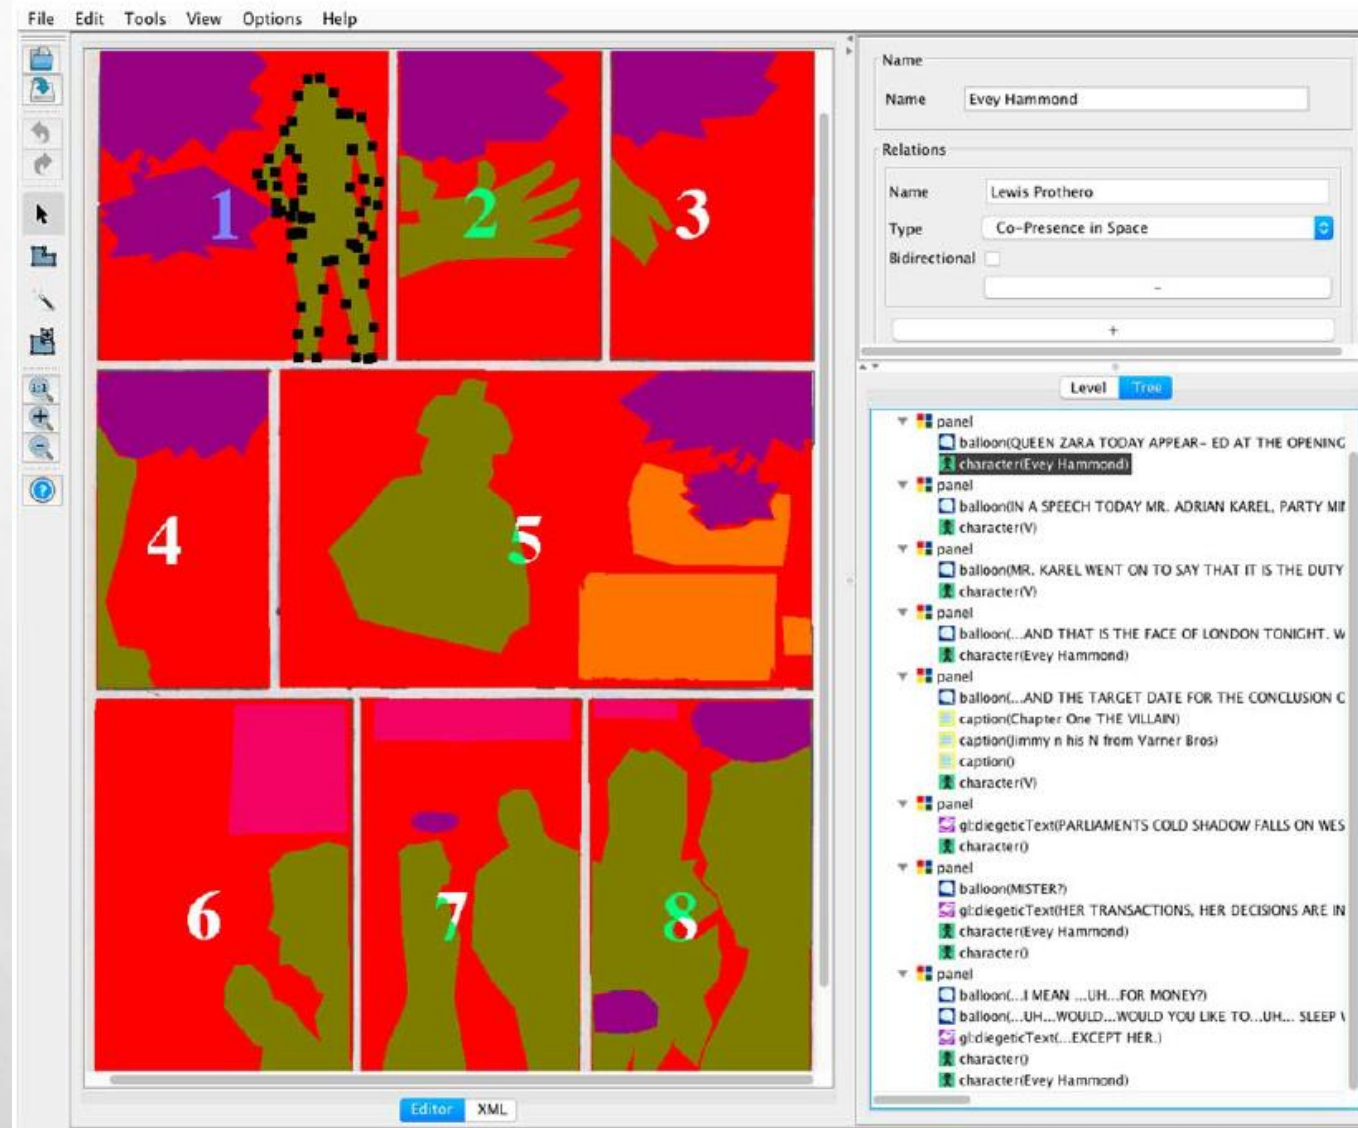 File Edit Tools View Options Help
1
2
3
4
5
6
7
8
Editor XML
Name
Name Evey Hammond
Relations
Name Lewis Prothero
Type Co-Presence in Space
Bidirectional
-
+
Level Tree
panel
balloon(QUEEN ZARA TODAY APPEAR- ED AT THE OPENING
character(Evey Hammond)
panel
balloon(IN A SPEECH TODAY MR. ADRIAN KAREL, PARTY MIN
character(V)
panel
balloon(MR. KAREL WENT ON TO SAY THAT IT IS THE DUTY
character(V)
panel
balloon(...AND THAT IS THE FACE OF LONDON TONIGHT. W
character(Evey Hammond)
panel
balloon(...AND THE TARGET DATE FOR THE CONCLUSION O
caption(Chapter One THE VILLAIN)
caption(Jimmy n his N from Varner Bros)
caption()
character(V)
panel
gl:diegeticText(PARLIAMENTS COLD SHADOW FALLS ON WES
character()
panel
balloon(MISTER?)
gl:diegeticText(HER TRANSACTIONS, HER DECISIONS ARE IN
character(Evey Hammond)
character()
panel
balloon(...I MEAN ...UH...FOR MONEY?)
balloon(...UH...WOULD...WOULD YOU LIKE TO...UH... SLEEP
gl:diegeticText(...EXCEPT HER.)
character()
character(Evey Hammond)